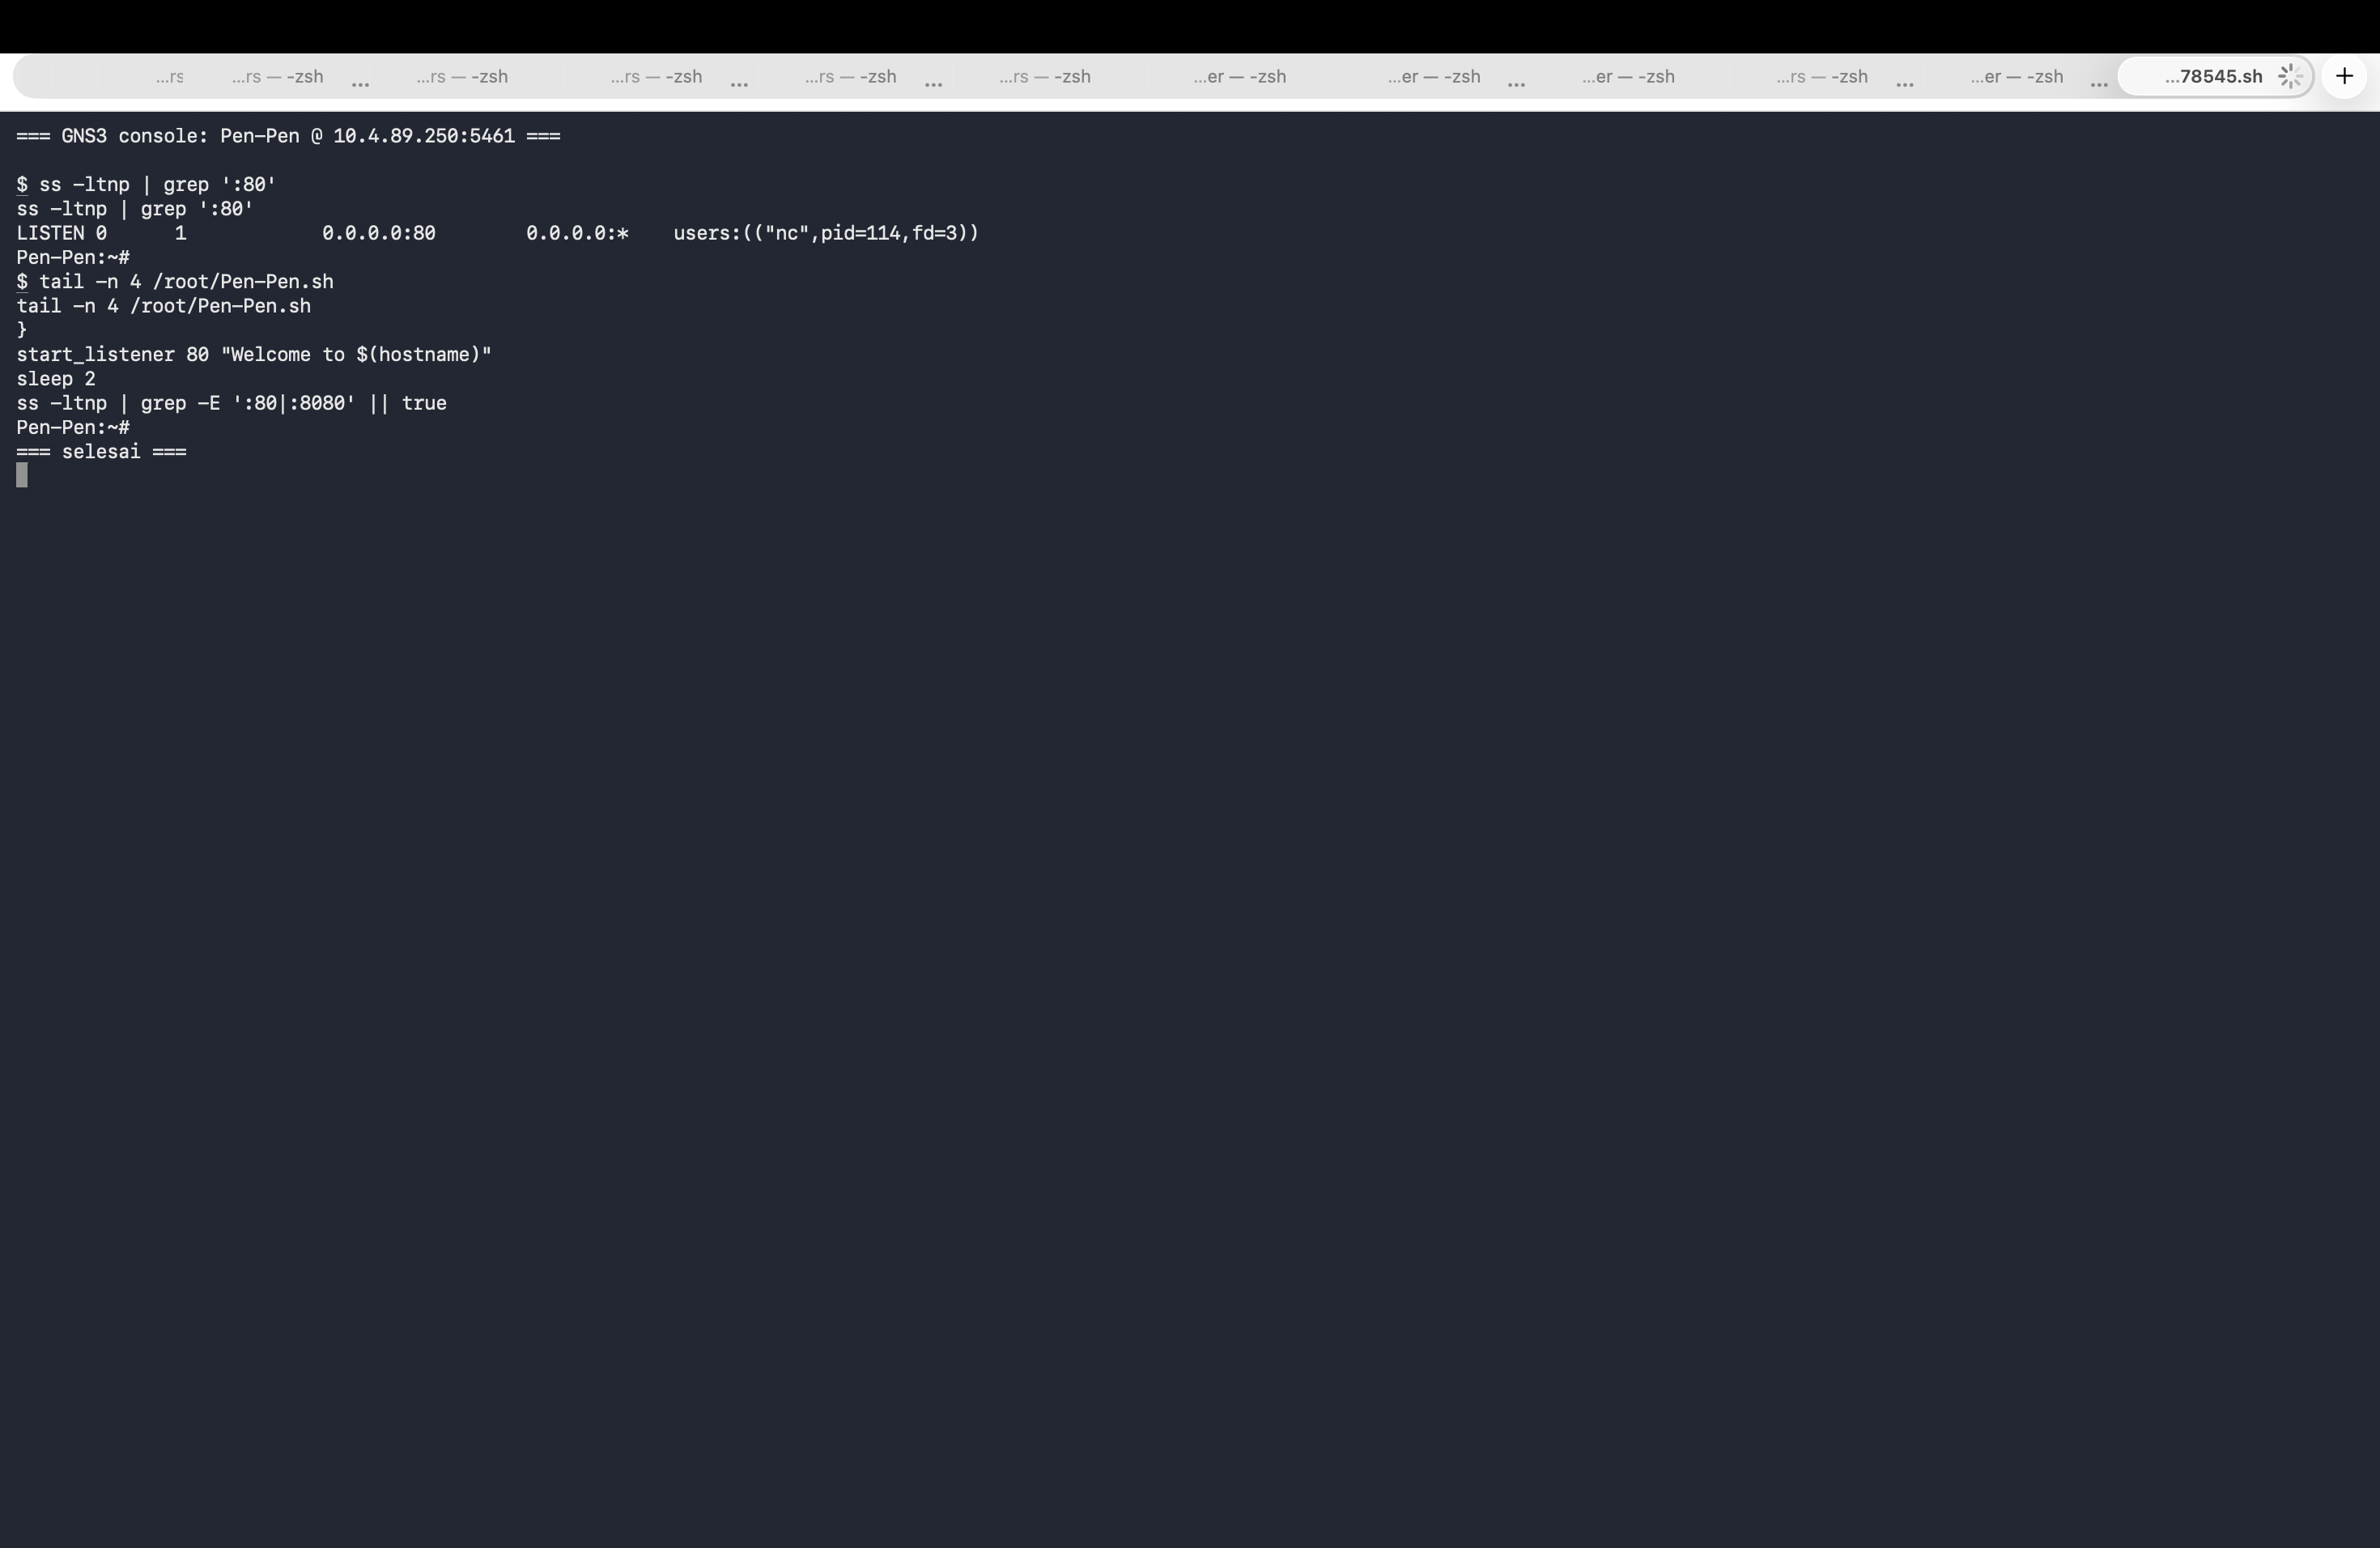 ...rs ...rs — -zsh ... ...rs — -zsh ...rs — -zsh ... ...rs — -zsh ... ...rs — -zsh ...er — -zsh ...er — -zsh ... ...er — -zsh ...rs — -zsh ... ...er — -zsh ... ...78545.sh +
=== GNS3 console: Pen-Pen @ 10.4.89.250:5461 ===
$ ss -ltnp | grep ':80'
ss -ltnp | grep ':80'
LISTEN 0      1            0.0.0.0:80        0.0.0.0:*    users:(("nc",pid=114,fd=3))
Pen-Pen:~#
$ tail -n 4 /root/Pen-Pen.sh
tail -n 4 /root/Pen-Pen.sh
}
start_listener 80 "Welcome to $(hostname)"
sleep 2
ss -ltnp | grep -E ':80|:8080' || true
Pen-Pen:~#
=== selesai ===